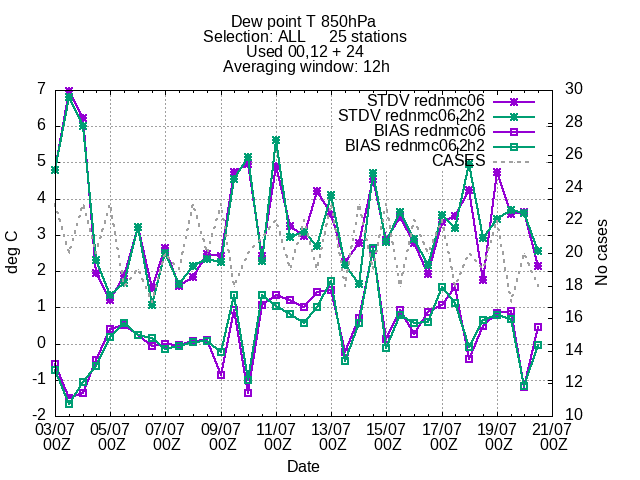 Dew point T 850hPa
Selection: ALL 25 stations
Used 00,12 + 24
Averaging window: 12h
STDV rednmc06
STDV rednmc06t2h2
BIAS rednmc06
BIAS rednmc06t2h2
CASES
7
6
5
4
3
2
1
0
-1
-2
deg C
30
28
26
24
22
20
18
16
14
12
10
No cases
03/07 05/07 07/07 09/07 11/07 13/07 15/07 17/07 19/07 21/07
00Z 00Z 00Z 00Z 00Z 00Z 00Z 00Z 00Z 00Z
Date